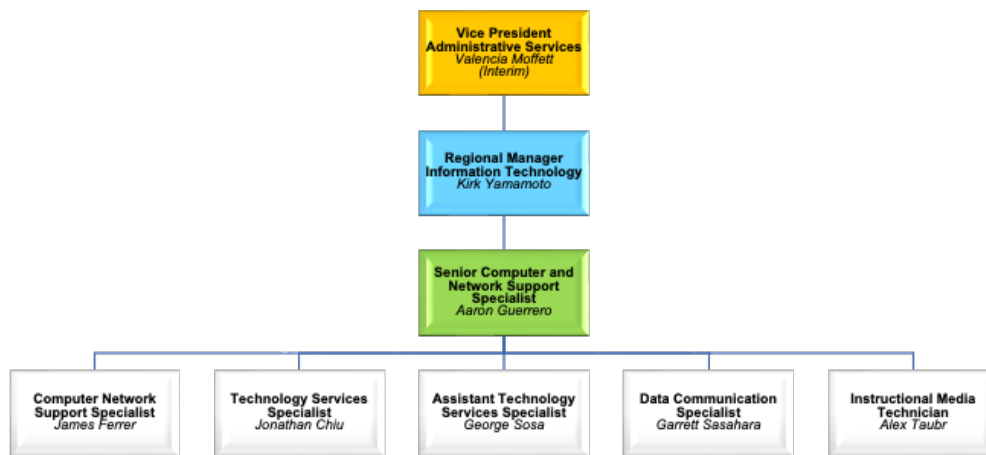 Vice President
Administrative Services
Valencia Moffett
(Interim)
Regional Manager
Information Technology
Kirk Yamamoto
Senior Computer and
Network Support
Specialist
Aaron Guerrero
Computer Network
Support Specialist
James Ferrer
Technology Services
Specialist
Jonathan Chiu
Assistant Technology
Services Specialist
George Sosa
Data Communication
Specialist
Garrett Sasahara
Instructional Media
Technician
Alex Taubr